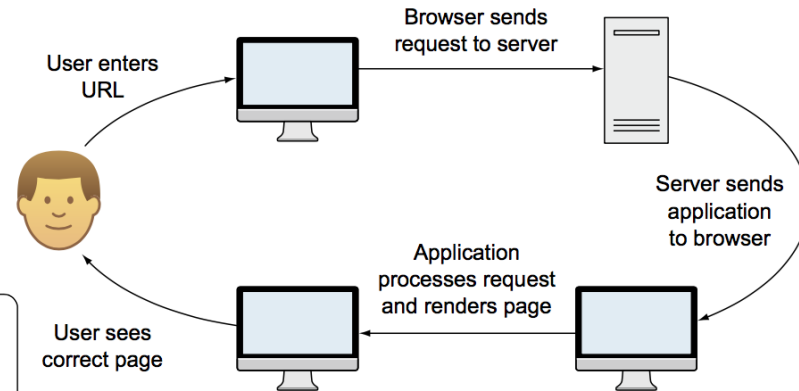 Browser sends
request to server
User enters
URL
Server sends
application
to browser
Application
processes request
and renders page
User sees
correct page